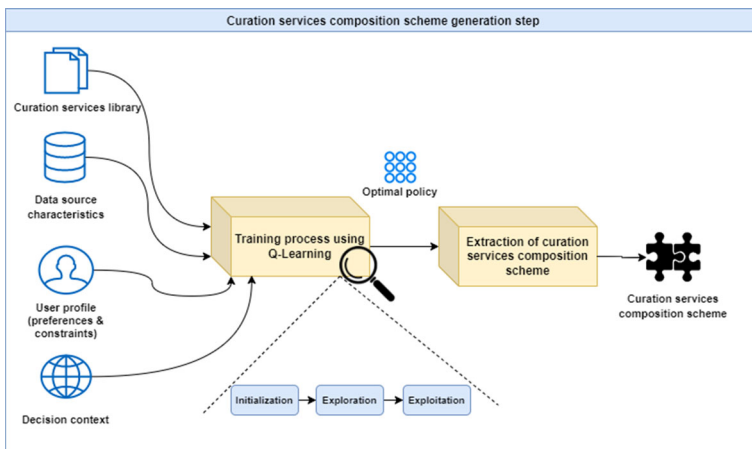 Curation services composition scheme generation step
Curation services library
Data source
characteristics
User profile
(preferences &
constraints)
Decision context
Training process using
Q-Learning
Optimal policy
Extraction of curation
services composition
scheme
Curation services
composition scheme
Initialization
Exploration
Exploitation